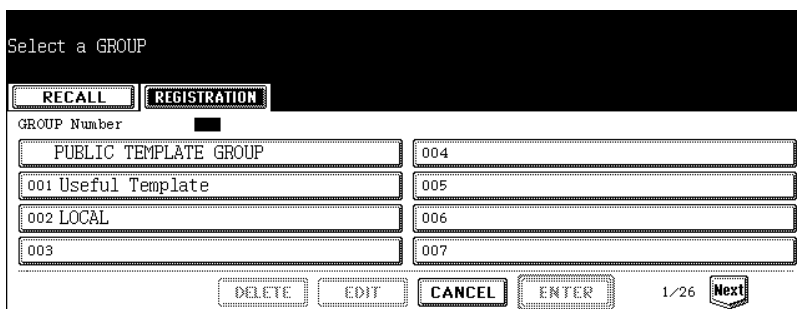 Select a GROUP
RECALL REGISTRATION
GROUP Number
PUBLIC TEMPLATE GROUP 004
001 Useful Template 005
002 LOCAL 006
003 007
DELETE EDIT CANCEL ENTER 1/26 Next